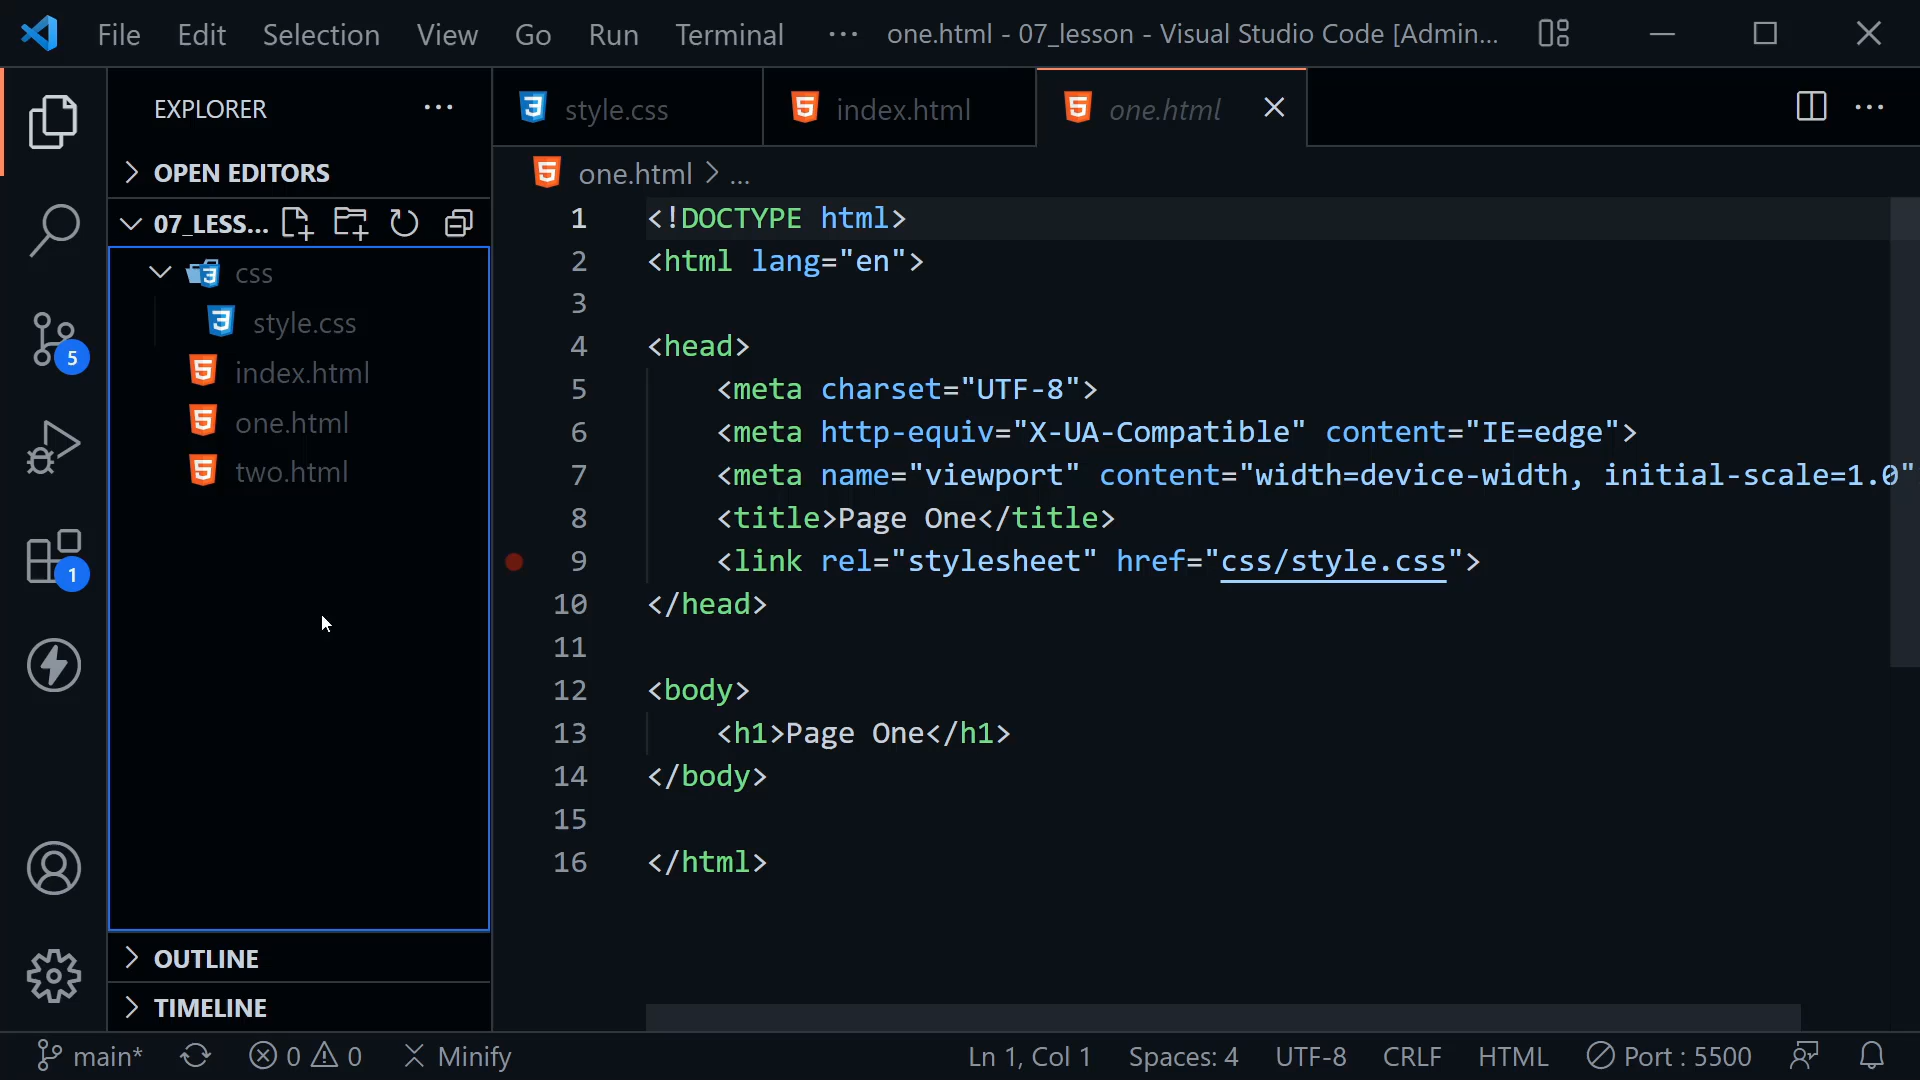 File Edit Selection View Go Run Terminal ··· one.html - 07_lesson - Visual Studio Code [Admin...
EXPLORER ···
style.css
index.html
one.html
OPEN EDITORS
one.html > ...
07_LESS...
css
style.css
index.html
one.html
two.html
1 <!DOCTYPE html>
2 <html lang="en">
3
4 <head>
5 <meta charset="UTF-8">
6 <meta http-equiv="X-UA-Compatible" content="IE=edge">
7 <meta name="viewport" content="width=device-width, initial-scale=1.0"
8 <title>Page One</title>
9 <link rel="stylesheet" href="css/style.css">
10 </head>
11
12 <body>
13 <h1>Page One</h1>
14 </body>
15
16 </html>
5
1
OUTLINE
TIMELINE
main* 0 0 Minify Ln 1, Col 1 Spaces: 4 UTF-8 CRLF HTML Port : 5500